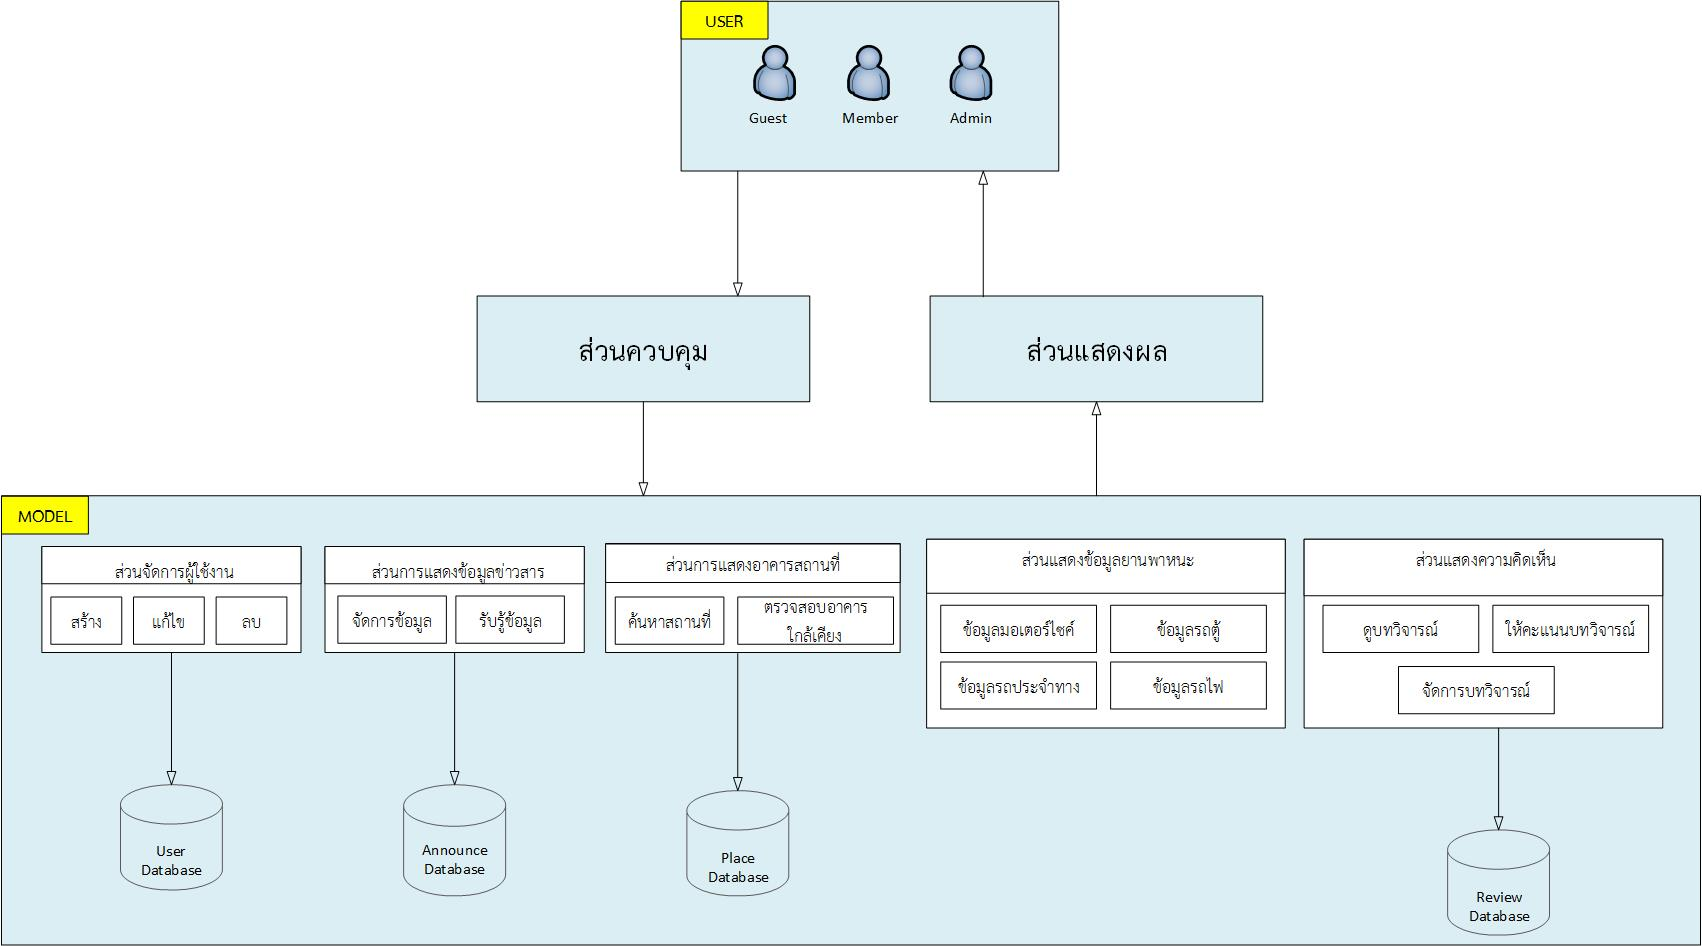 USER
Guest
Member
Admin
ส่วนควบคุม
ส่วนแสดงผล
MODEL
ส่วนจัดการผู้ใช้งาน
สร้าง
แก้ไข
ลบ
ส่วนการแสดงข้อมูลข่าวสาร
จัดการข้อมูล
รับรู้ข้อมูล
ส่วนการแสดงอาคารสถานที่
ค้นหาสถานที่
ตรวจสอบอาคาร
ใกล้เคียง
ส่วนแสดงข้อมูลยานพาหนะ
ข้อมูลมอเตอร์ไซค์
ข้อมูลรถตู้
ข้อมูลรถประจำทาง
ข้อมูลรถไฟ
ส่วนแสดงความคิดเห็น
ดูบทวิจารณ์
ให้คะแนนบทวิจารณ์
จัดการบทวิจารณ์
User
Database
Announce
Database
Place
Database
Review
Database